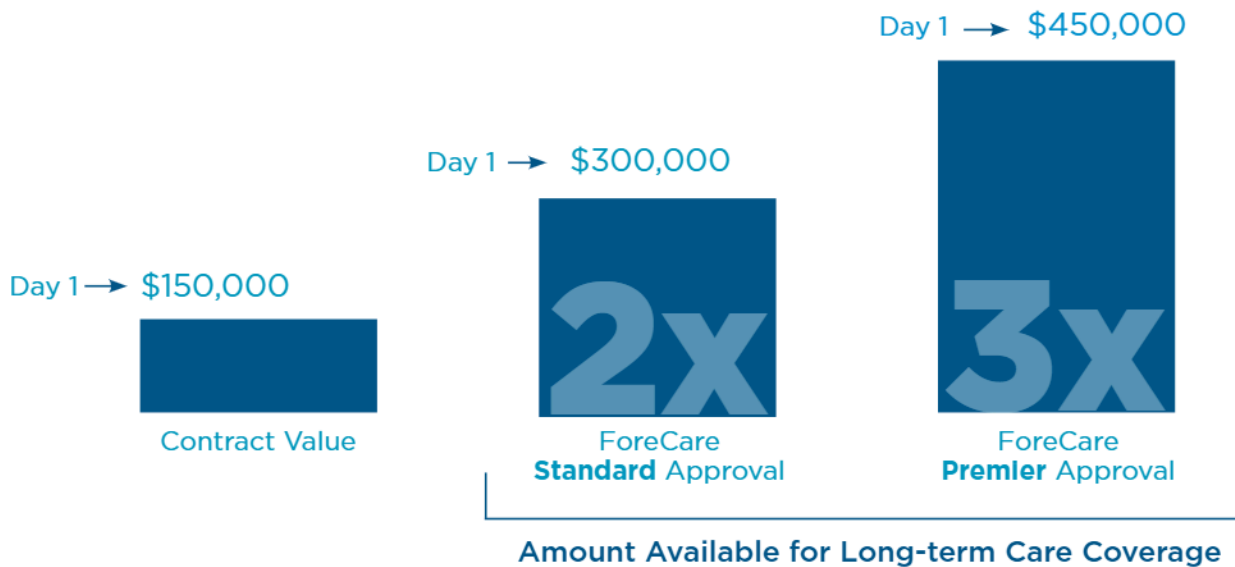 Day 1 → $450,000
Day 1 → $300,000
Day 1 → $150,000
2x
3x
Contract Value
ForeCare
Standard Approval
ForeCare
Premler Approval
Amount Available for Long-term Care Coverage